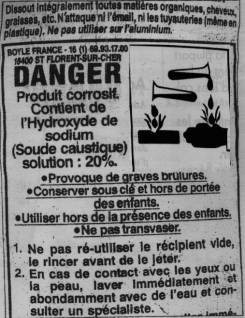 Dissout intégralement toutes matières organiques, cheveux,
graisses, etc. N'attaque ni l'émail, ni les tuyauteries (même en
plastique). Ne pas utiliser sur l'aluminium.
BOYLE FRANCE - 16 (1) 69.93.17.00
18400 ST FLORENT-SUR-CHER
DANGER
Produit corrosif.
Contient de
l'Hydroxyde de
sodium
(Soude caustique)
solution : 20%.
•Provoque de graves brûlures.
•Conserver sous clé et hors de portée
des enfants.
•Utiliser hors de la présence des enfants.
•Ne pas transvaser.
1. Ne pas ré-utiliser le récipient vide,
le rincer avant de le jeter.
2. En cas de contact avec les yeux ou
la peau, laver immédiatement et
abondamment avec de l'eau et con-
sulter un spécialiste.